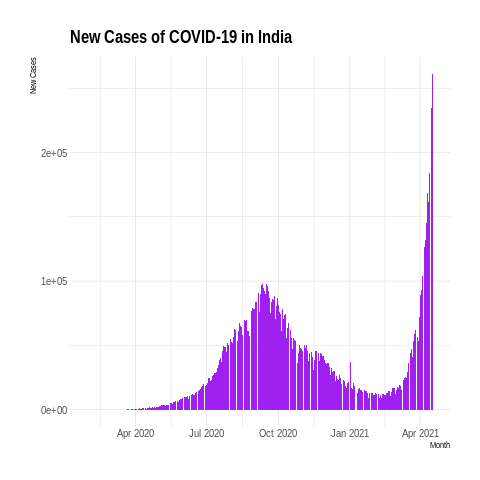 New Cases of COVID-19 in India
New Cases
2e+05
1e+05
0e+00
Apr 2020 Jul 2020 Oct 2020 Jan 2021 Apr 2021
Month